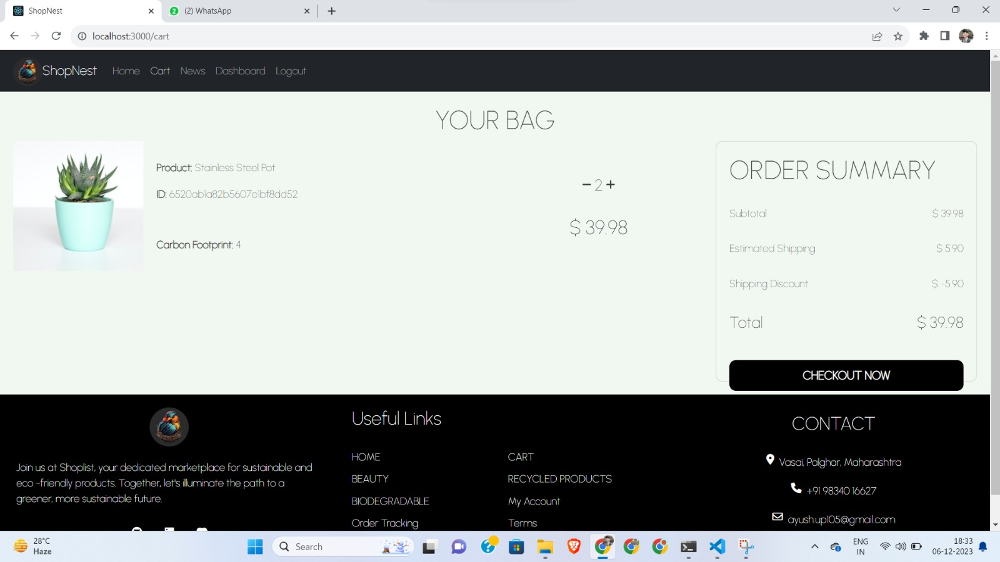 ShopNest
(2) WhatsApp
localhost:3000/cart
ShopNest Home Cart News Dashboard Logout
YOUR BAG
Product: Stainless Steel Pot
ID: 6520ab1a82b5607e1bf8dd52
Carbon Footprint: 4
2
$ 39.98
ORDER SUMMARY
Subtotal $ 39.98
Estimated Shipping $ 5.90
Shipping Discount $ -5.90
Total $ 39.98
CHECKOUT NOW
Join us at Shoplist, your dedicated marketplace for sustainable and
eco -friendly products. Together, let's illuminate the path to a
greener, more sustainable future.
Useful Links
HOME CART
BEAUTY RECYCLED PRODUCTS
BIODEGRADABLE My Account
Order Tracking Terms
CONTACT
Vasai, Palghar, Maharashtra
+91 98340 16627
ayush.up105@gmail.com
28°C
Haze
Search
ENG
IN
18:33
06-12-2023